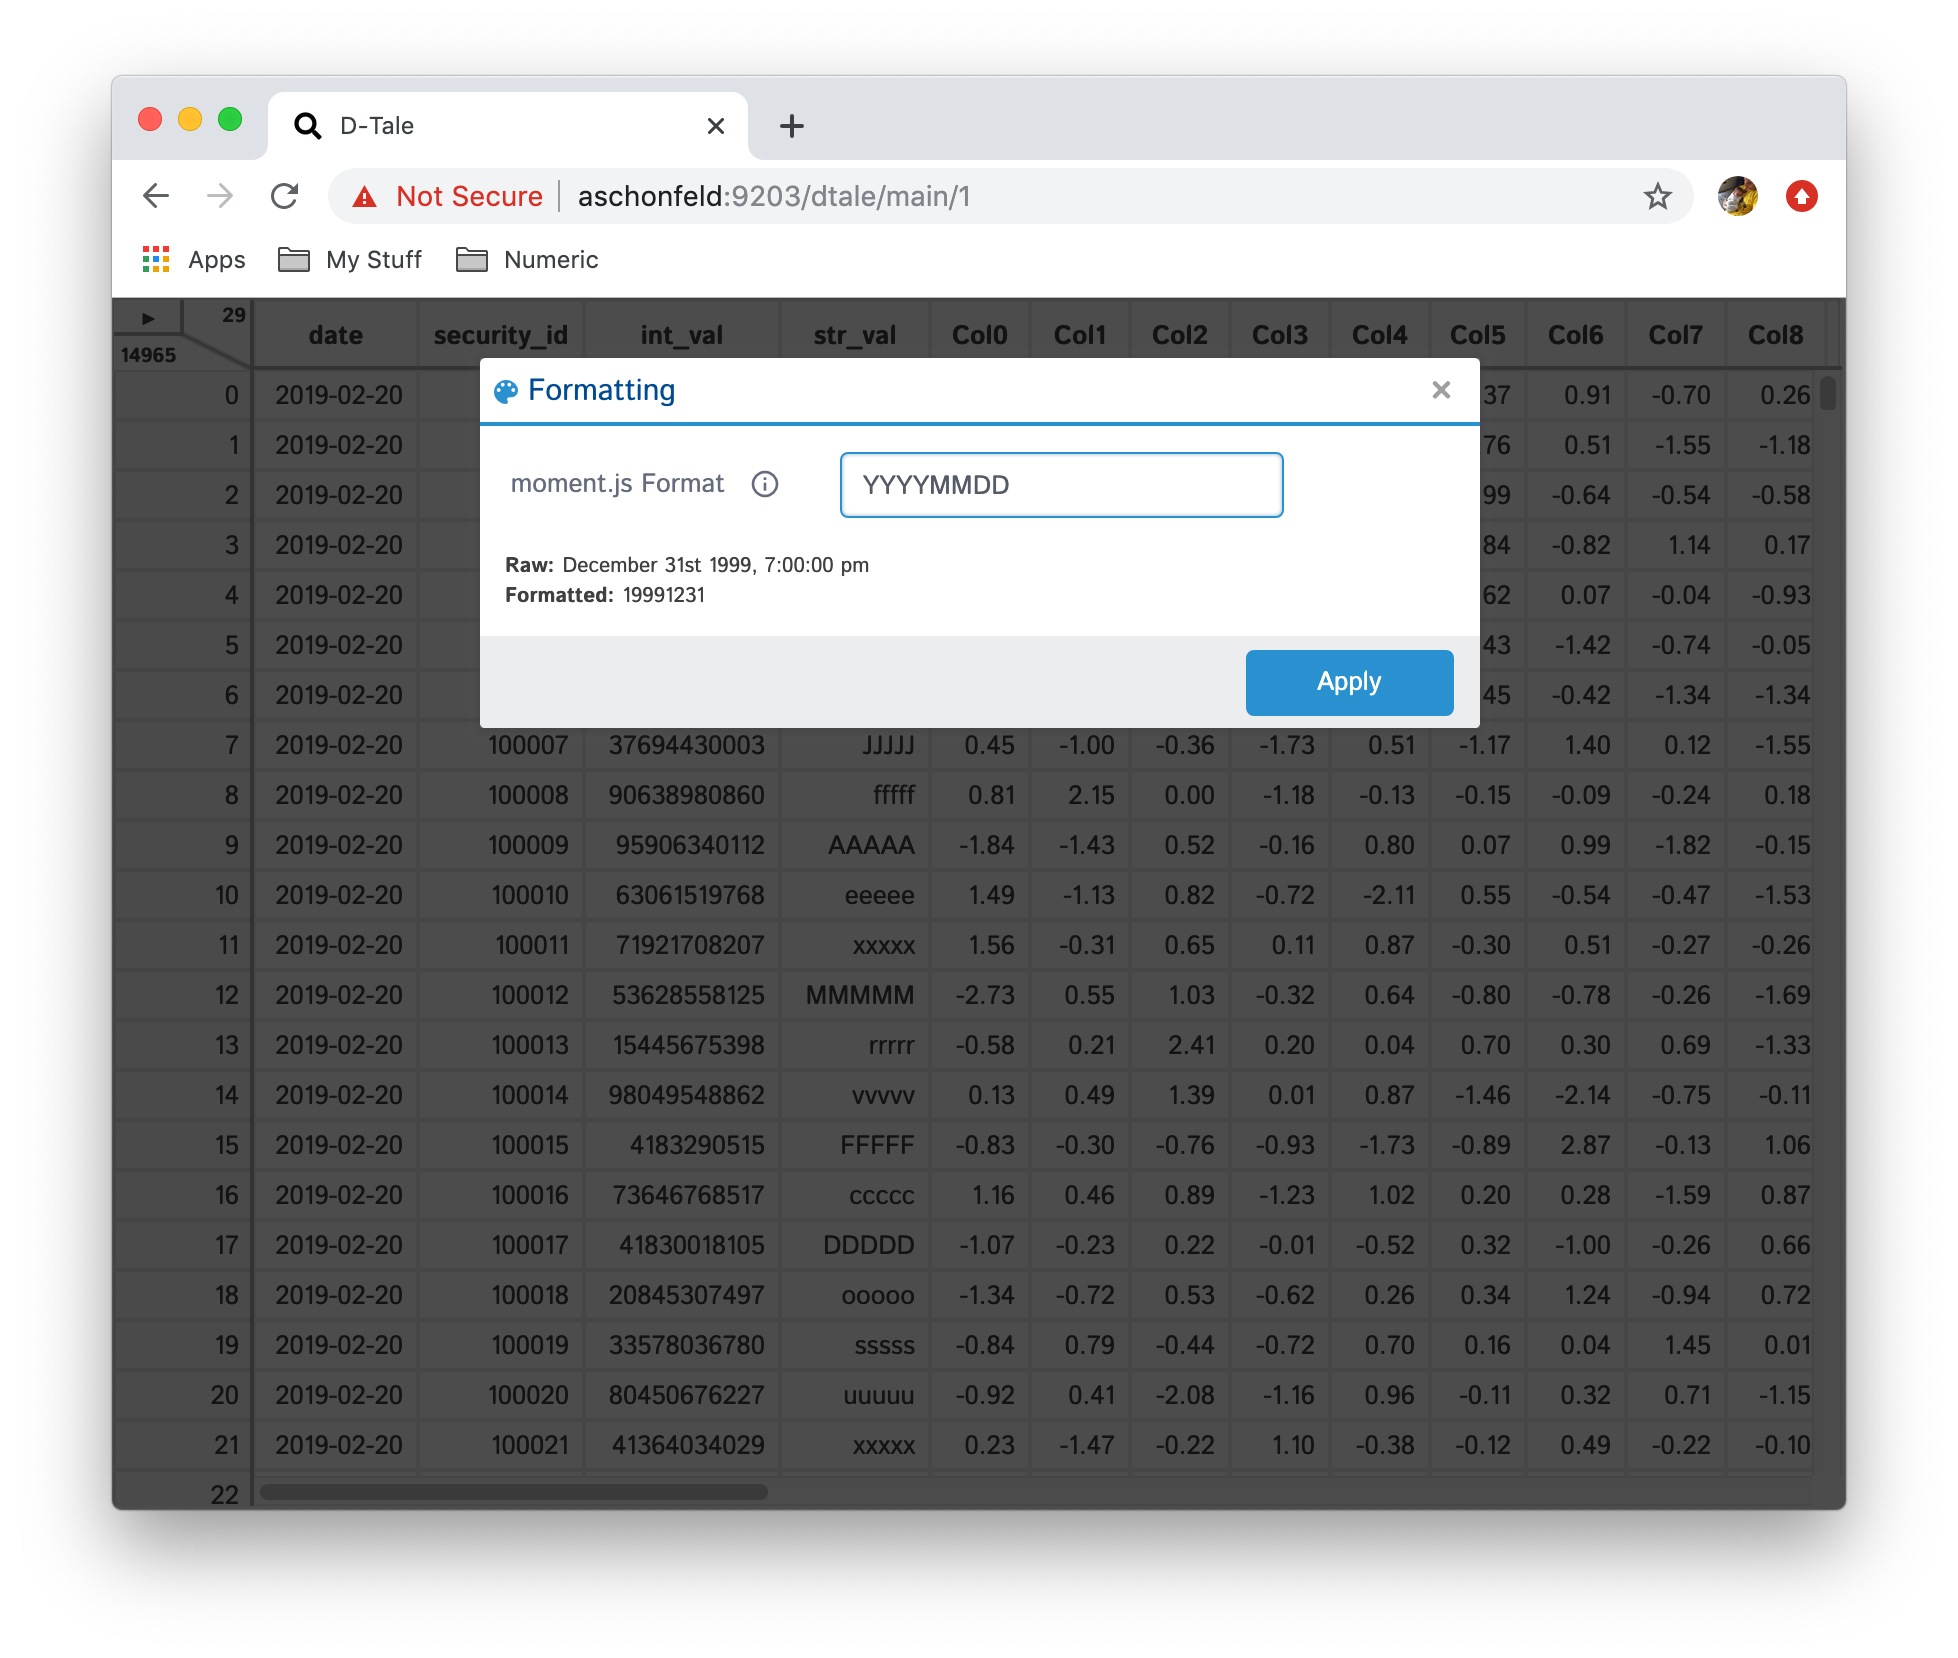 D-Tale
Not Secure aschonfeld:9203/dtale/main/1
Apps My Stuff Numeric
29
14965
date security_id int_val str_val Col0 Col1 Col2 Col3 Col4 Col5 Col6 Col7 Col8
Formatting
moment.js Format YYYYMMDD
Raw: December 31st 1999, 7:00:00 pm
Formatted: 19991231
Apply
0 2019-02-20 37 0.91 -0.70 0.26
1 2019-02-20 76 0.51 -1.55 -1.18
2 2019-02-20 99 -0.64 -0.54 -0.58
3 2019-02-20 84 -0.82 1.14 0.17
4 2019-02-20 62 0.07 -0.04 -0.93
5 2019-02-20 43 -1.42 -0.74 -0.05
6 2019-02-20 45 -0.42 -1.34 -1.34
7 2019-02-20 100007 37694430003 JJJJJ 0.45 -1.00 -0.36 -1.73 0.51 -1.17 1.40 0.12 -1.55
8 2019-02-20 100008 90638980860 fffff 0.81 2.15 0.00 -1.18 -0.13 -0.15 -0.09 -0.24 0.18
9 2019-02-20 100009 95906340112 AAAAA -1.84 -1.43 0.52 -0.16 0.80 0.07 0.99 -1.82 -0.15
10 2019-02-20 100010 63061519768 eeeee 1.49 -1.13 0.82 -0.72 -2.11 0.55 -0.54 -0.47 -1.53
11 2019-02-20 100011 71921708207 xxxxx 1.56 -0.31 0.65 0.11 0.87 -0.30 0.51 -0.27 -0.26
12 2019-02-20 100012 53628558125 MMMMM -2.73 0.55 1.03 -0.32 0.64 -0.80 -0.78 -0.26 -1.69
13 2019-02-20 100013 15445675398 rrrrr -0.58 0.21 2.41 0.20 0.04 0.70 0.30 0.69 -1.33
14 2019-02-20 100014 98049548862 vvvvv 0.13 0.49 1.39 0.01 0.87 -1.46 -2.14 -0.75 -0.11
15 2019-02-20 100015 4183290515 FFFFF -0.83 -0.30 -0.76 -0.93 -1.73 -0.89 2.87 -0.13 1.06
16 2019-02-20 100016 73646768517 ccccc 1.16 0.46 0.89 -1.23 1.02 0.20 0.28 -1.59 0.87
17 2019-02-20 100017 41830018105 DDDDD -1.07 -0.23 0.22 -0.01 -0.52 0.32 -1.00 -0.26 0.66
18 2019-02-20 100018 20845307497 ooooo -1.34 -0.72 0.53 -0.62 0.26 0.34 1.24 -0.94 0.72
19 2019-02-20 100019 33578036780 sssss -0.84 0.79 -0.44 -0.72 0.70 0.16 0.04 1.45 0.01
20 2019-02-20 100020 80450676227 uuuuu -0.92 0.41 -2.08 -1.16 0.96 -0.11 0.32 0.71 -1.15
21 2019-02-20 100021 41364034029 xxxxx 0.23 -1.47 -0.22 1.10 -0.38 -0.12 0.49 -0.22 -0.10
22